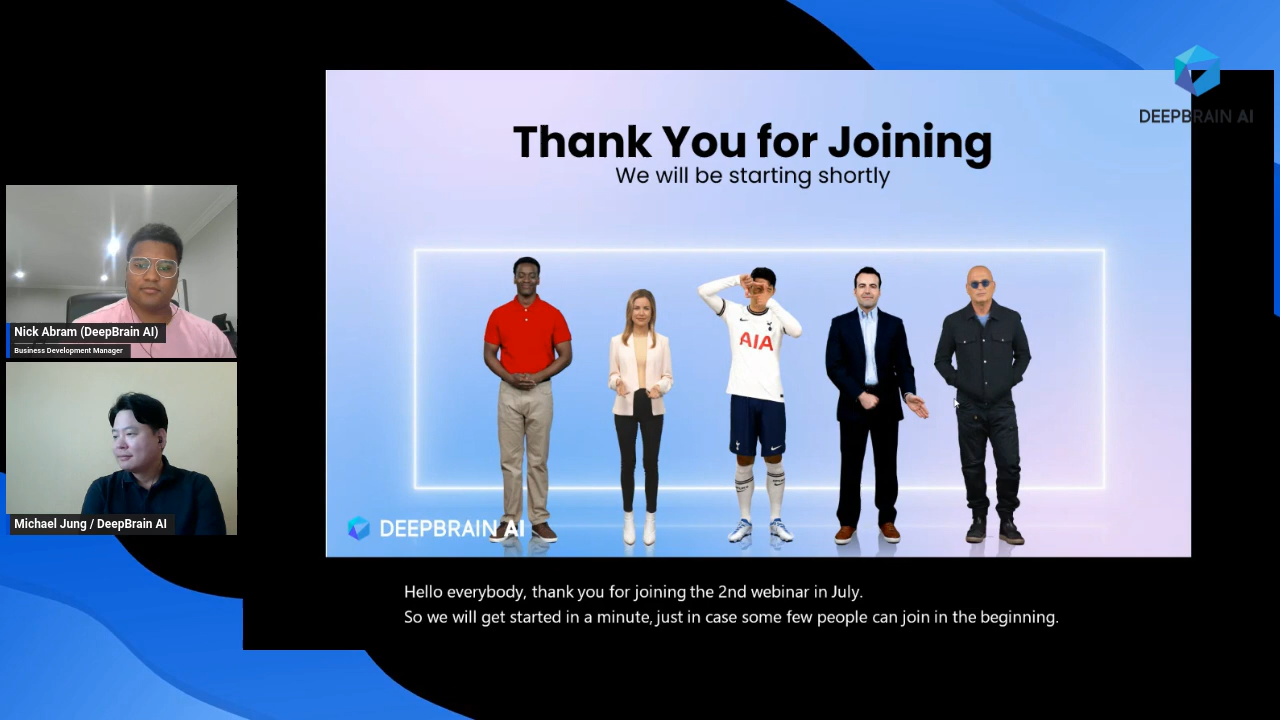 DEEPBRAIN AI
Thank You for Joining
We will be starting shortly
AIA
Nick Abram (DeepBrain AI)
Business Development Manager
Michael Jung / DeepBrain AI
DEEPBRAIN AI
Hello everybody, thank you for joining the 2nd webinar in July.
So we will get started in a minute, just in case some few people can join in the beginning.